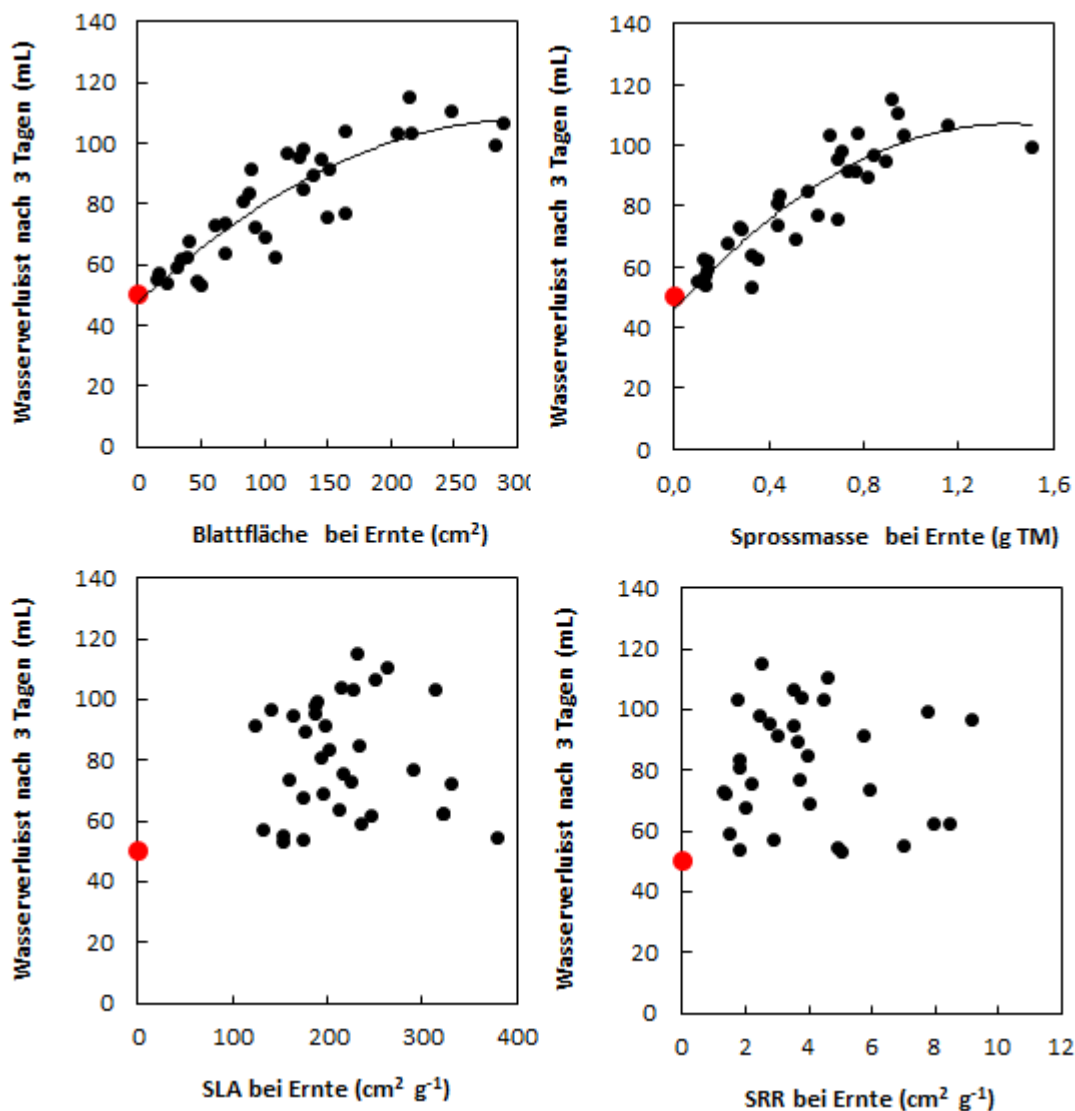 Wasserverluisst nach 3 Tagen (mL)
140
120
100
80
60
40
20
0
0 50 100 150 200 250 300
Blattfläche bei Ernte (cm²)
Wasserverluisst nach 3 Tagen (mL)
140
120
100
80
60
40
20
0
0,0 0,4 0,8 1,2 1,6
Sprossmasse bei Ernte (g TM)
Wasserverluisst nach 3 Tagen (mL)
140
120
100
80
60
40
20
0
0 100 200 300 400
SLA bei Ernte (cm² g⁻¹)
Wasserverluisst nach 3 Tagen (mL)
140
120
100
80
60
40
20
0
0 2 4 6 8 10 12
SRR bei Ernte (cm² g⁻¹)